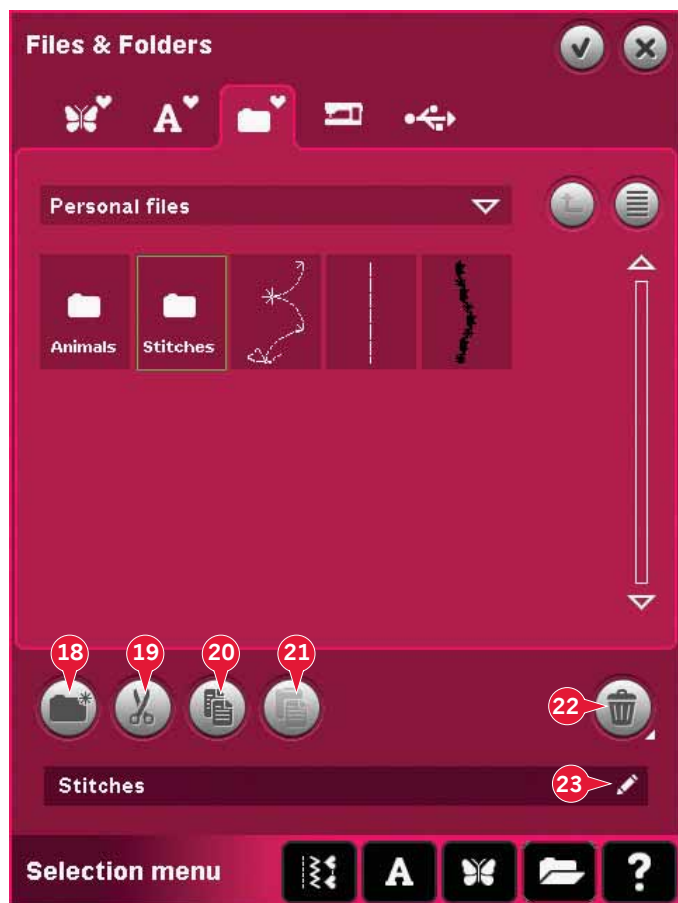 Files & Folders
A
Personal files
Animals Stitches
18 19 20 21
22
Stitches
23
Selection menu A ?